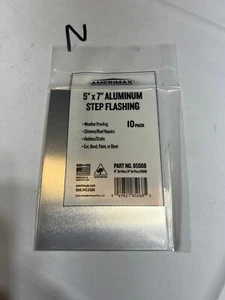 N
AMERIMAX
5" x 7" ALUMINUM
STEP FLASHING
• Weather Proofing
• Chimney/Roof Repairs
• Hobbies/Crafts
• Cut, Bend, Paint, or Rivet
10 PACK
PART NO. 85068